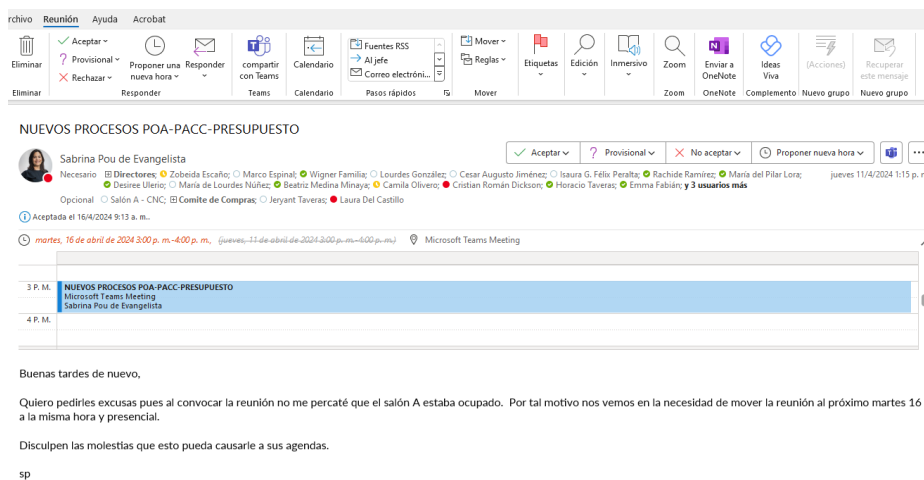 rchivo Reunión Ayuda Acrobat
Eliminar
Aceptar
Provisional
Rechazar
Proponer una nueva hora
Responder
compartir con Teams
Calendario
Fuentes RSS
Al jefe
Correo electróni...
Mover
Reglas
Etiquetas
Edición
Inmersivo
Zoom
Enviar a OneNote
Ideas Viva
(Acciones)
Recuperar este mensaje
Eliminar Responder Teams Calendario Pasos rápidos Mover Zoom OneNote Complemento Nuevo grupo Nuevo grupo
NUEVOS PROCESOS POA-PACC-PRESUPUESTO
Sabrina Pou de Evangelista
Aceptar ? Provisional No aceptar Proponer nueva hora ...
Necesario Directores; Zobeida Escaño; Marco Espinal; Wigner Familia; Lourdes González; Cesar Augusto Jiménez; Isaura G. Félix Peralta; Rachide Ramírez; María del Pilar Lora; jueves 11/4/2024 1:15 p. m
Desiree Ulerio; María de Lourdes Núñez; Beatriz Medina Minaya; Camila Olivero; Cristian Román Dickson; Horacio Taveras; Emma Fabián; y 3 usuarios más
Opcional Salón A - CNC; Comite de Compras; Jeryant Taveras; Laura Del Castillo
Aceptada el 16/4/2024 9:13 a. m..
martes, 16 de abril de 2024 3:00 p. m.-4:00 p. m., (jueves, 11 de abril de 2024 3:00 p. m.-4:00 p. m.) Microsoft Teams Meeting
3 P. M. NUEVOS PROCESOS POA-PACC-PRESUPUESTO
Microsoft Teams Meeting
Sabrina Pou de Evangelista
4 P. M.
Buenas tardes de nuevo,
Quiero pedirles excusas pues al convocar la reunión no me percaté que el salón A estaba ocupado. Por tal motivo nos vemos en la necesidad de mover la reunión al próximo martes 16
a la misma hora y presencial.
Disculpen las molestias que esto pueda causarle a sus agendas.
sp